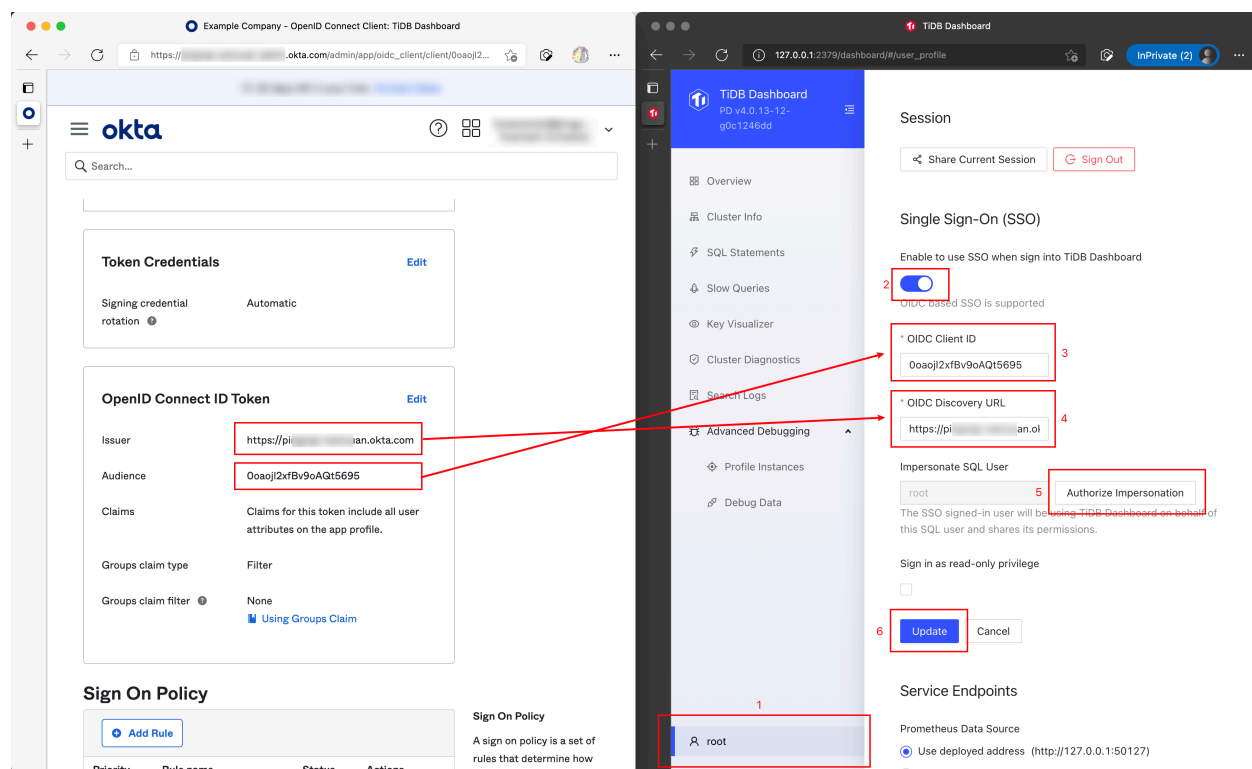 Example Company - OpenID Connect Client: TiDB Dashboard
https://
.okta.com/admin/app/oidc_client/client/0oaojl2...
okta
Search...
Token Credentials
Edit
Signing credential
rotation
Automatic
OpenID Connect ID Token
Edit
Issuer
https://pi
an.okta.com
Audience
0oaojl2xfBv9oAQt5695
Claims
Claims for this token include all user
attributes on the app profile.
Groups claim type
Filter
Groups claim filter
None
Using Groups Claim
Sign On Policy
Add Rule
Priority
Rule name
Status
Actions
Sign On Policy
A sign on policy is a set of
rules that determine how
TiDB Dashboard
127.0.0.1:2379/dashboard/#/user_profile
InPrivate (2)
TiDB Dashboard
PD v4.0.13-12-
g0c1246dd
Overview
Cluster Info
SQL Statements
Slow Queries
Key Visualizer
Cluster Diagnostics
Search Logs
Advanced Debugging
Profile Instances
Debug Data
1
root
Session
Share Current Session
Sign Out
Single Sign-On (SSO)
Enable to use SSO when sign into TiDB Dashboard
2
OIDC based SSO is supported
* OIDC Client ID
3
0oaojl2xfBv9oAQt5695
* OIDC Discovery URL
4
https://pi
an.ok
Impersonate SQL User
root
5
Authorize Impersonation
The SSO signed-in user will be using TiDB Dashboard on behalf of
this SQL user and shares its permissions.
Sign in as read-only privilege
6
Update
Cancel
Service Endpoints
Prometheus Data Source
Use deployed address (http://127.0.0.1:50127)